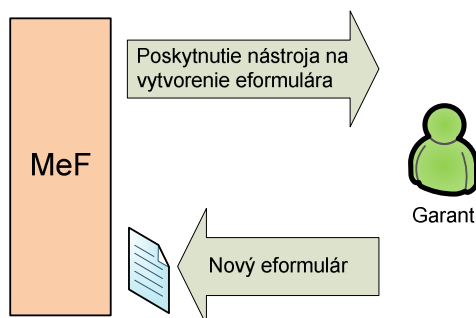 Poskytnutie nástroja na
vytvorenie eformulára
MeF
Garant
Nový eformulár